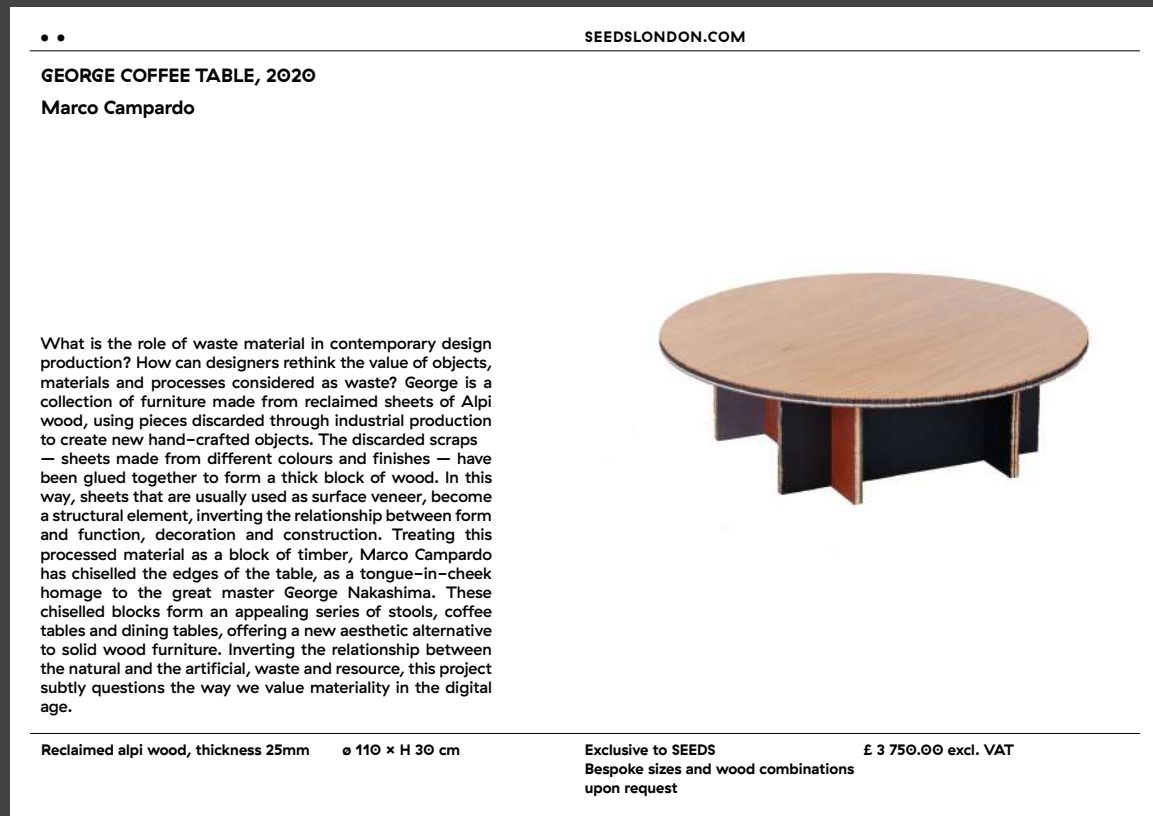 SEEDSLONDON.COM
GEORGE COFFEE TABLE, 2020
Marco Campardo
What is the role of waste material in contemporary design
production? How can designers rethink the value of objects,
materials and processes considered as waste? George is a
collection of furniture made from reclaimed sheets of Alpi
wood, using pieces discarded through industrial production
to create new hand–crafted objects. The discarded scraps
— sheets made from different colours and finishes — have
been glued together to form a thick block of wood. In this
way, sheets that are usually used as surface veneer, become
a structural element, inverting the relationship between form
and function, decoration and construction. Treating this
processed material as a block of timber, Marco Campardo
has chiselled the edges of the table, as a tongue–in–cheek
homage to the great master George Nakashima. These
chiselled blocks form an appealing series of stools, coffee
tables and dining tables, offering a new aesthetic alternative
to solid wood furniture. Inverting the relationship between
the natural and the artificial, waste and resource, this project
subtly questions the way we value materiality in the digital
age.
Reclaimed alpi wood, thickness 25mm
ø 110 × H 30 cm
Exclusive to SEEDS
Bespoke sizes and wood combinations
upon request
£ 3 750.00 excl. VAT